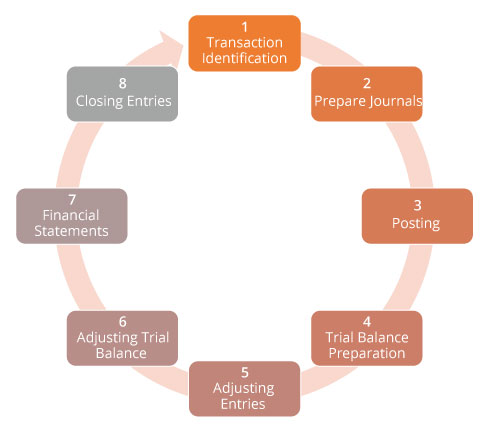 1
Transaction
Identification
2
Prepare Journals
3
Posting
4
Trial Balance
Preparation
5
Adjusting
Entries
6
Adjusting Trial
Balance
7
Financial
Statements
8
Closing Entries